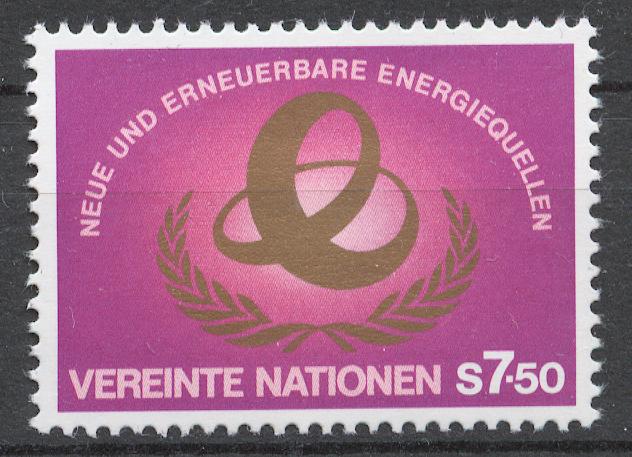 NEUE UND ERNEUERBARE ENERGIEQUELLEN
VEREINTE NATIONEN S7·50